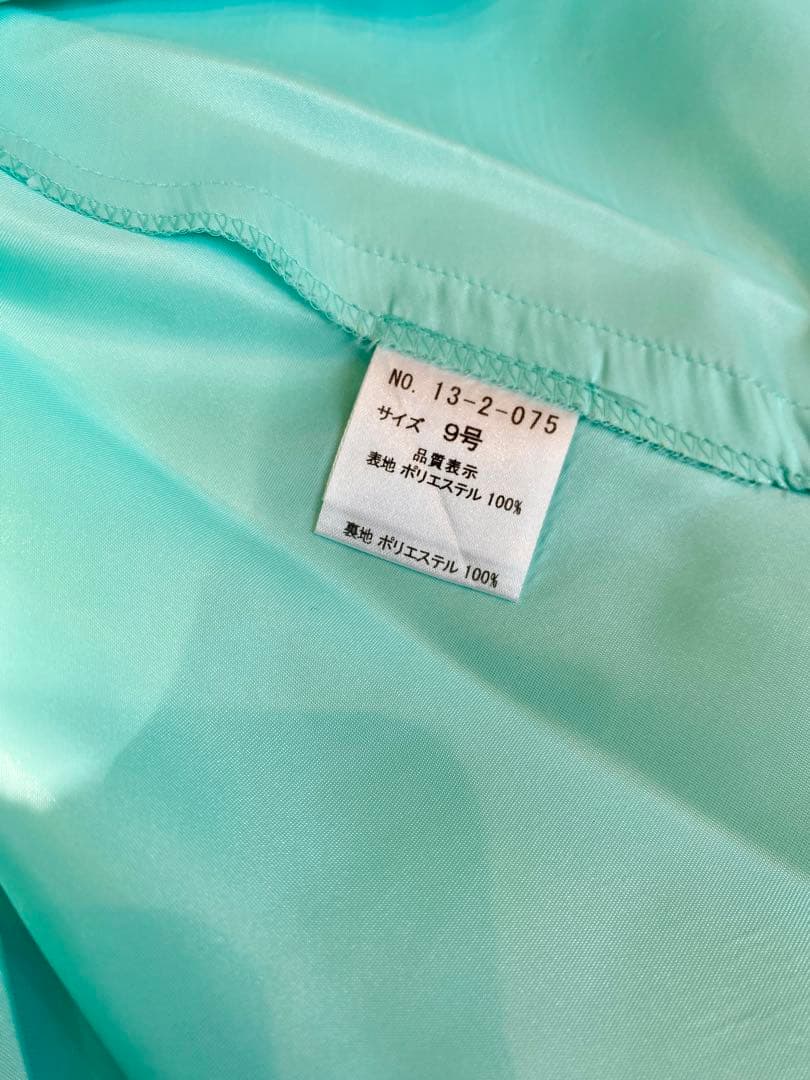 NO. 13-2-075
サイズ 9号
品質表示
表地 ポリエステル 100%
裏地 ポリエステル 100%